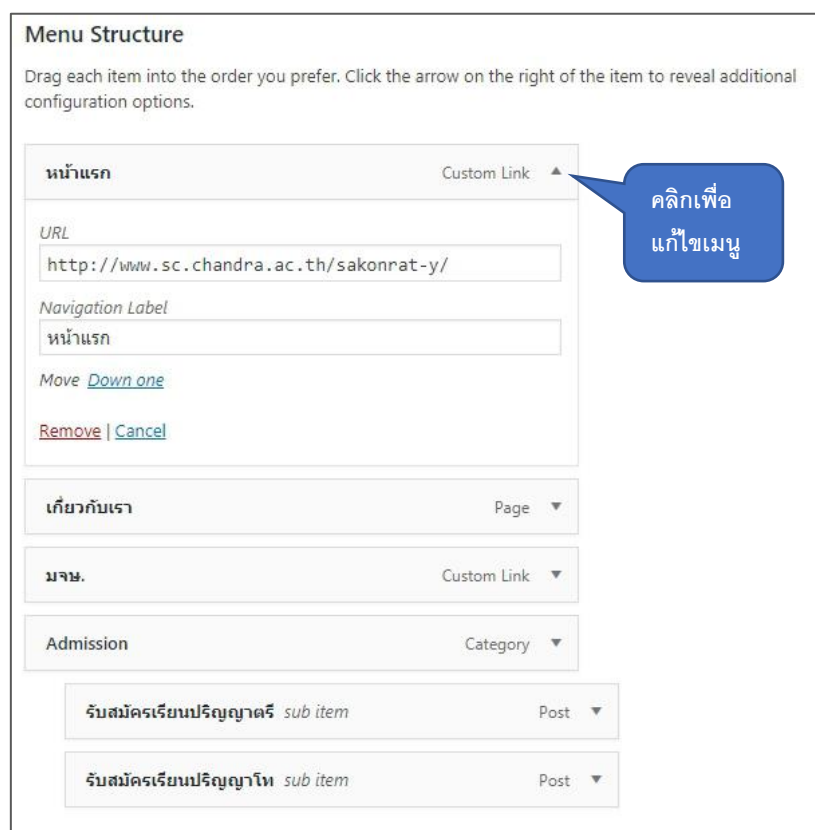 Menu Structure
Drag each item into the order you prefer. Click the arrow on the right of the item to reveal additional
configuration options.
หน้าแรก Custom Link
คลิกเพื่อ
แก้ไขเมนู
URL
http://www.sc.chandra.ac.th/sakonrat-y/
Navigation Label
หน้าแรก
Move Down one
Remove | Cancel
เกี่ยวกับเรา Page
มจษ. Custom Link
Admission Category
รับสมัครเรียนปริญญาตรี sub item Post
รับสมัครเรียนปริญญาโท sub item Post